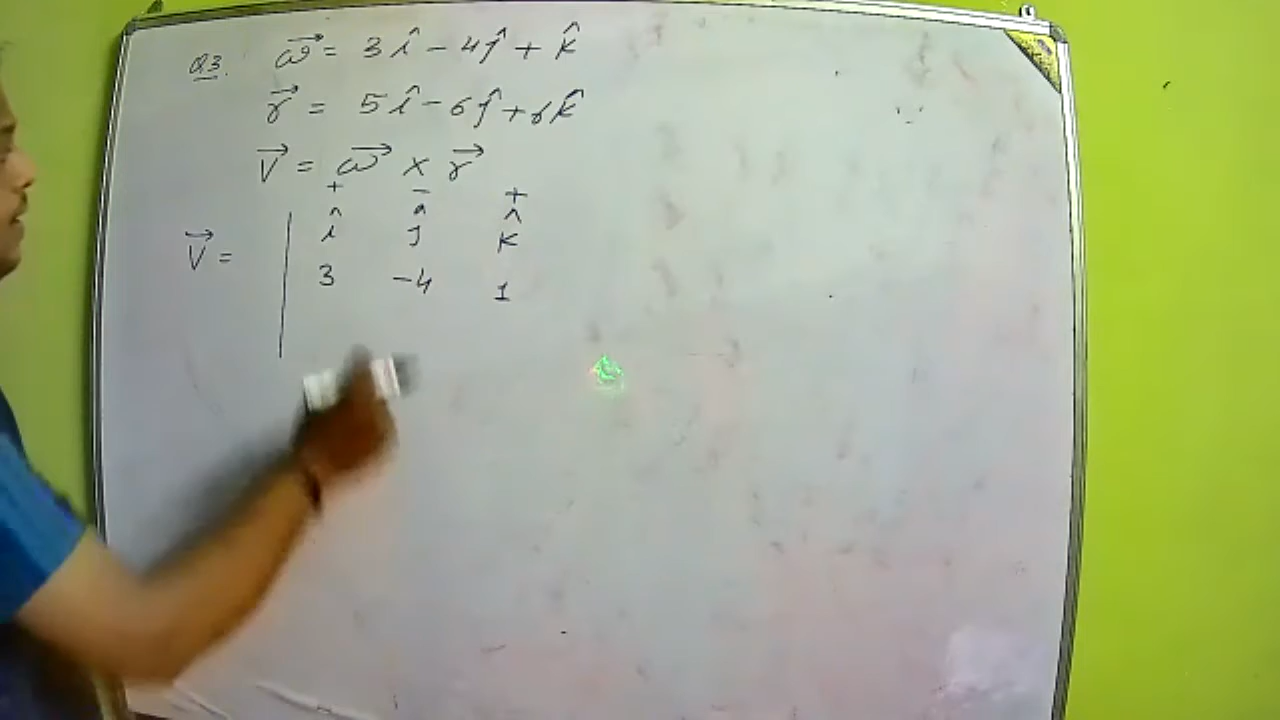 Q3. ω⃗ = 3î - 4ĵ + k̂
r⃗ = 5î - 6ĵ + 6k̂
V⃗ = ω⃗ × r⃗
+ - +
î ĵ k̂
V⃗ =
3 -4 1